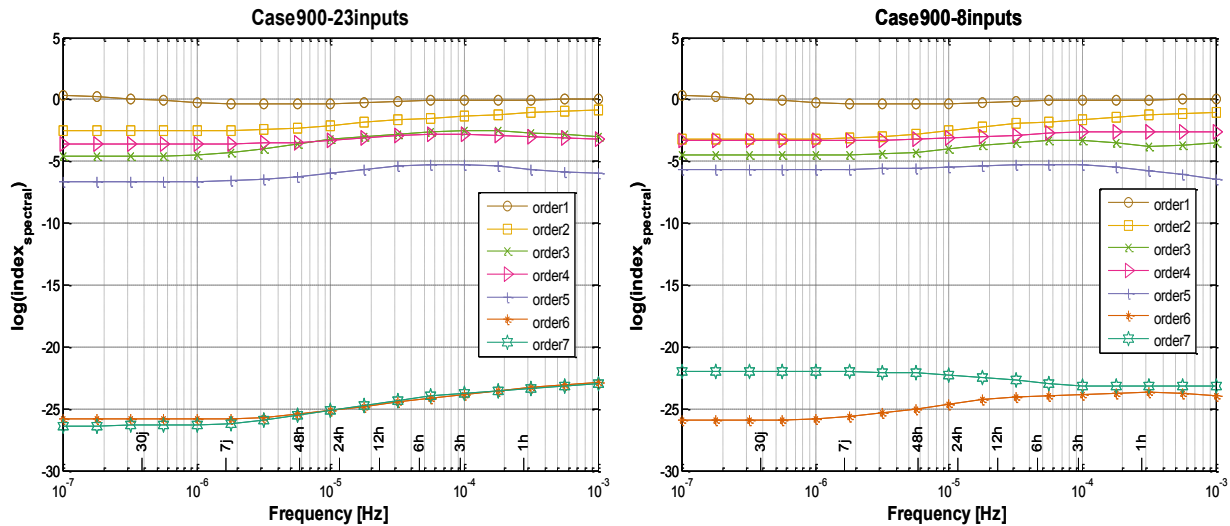 Case900-23inputs
log(index_spectral)
5
0
-5
-10
-15
-20
-25
-30
order1
order2
order3
order4
order5
order6
order7
30j
7j
48h
24h
12h
6h
3h
1h
10^-7
10^-6
10^-5
10^-4
10^-3
Frequency [Hz]
Case900-8inputs
log(index_spectral)
5
0
-5
-10
-15
-20
-25
-30
order1
order2
order3
order4
order5
order6
order7
30j
7j
48h
24h
12h
6h
3h
1h
10^-7
10^-6
10^-5
10^-4
10^-3
Frequency [Hz]